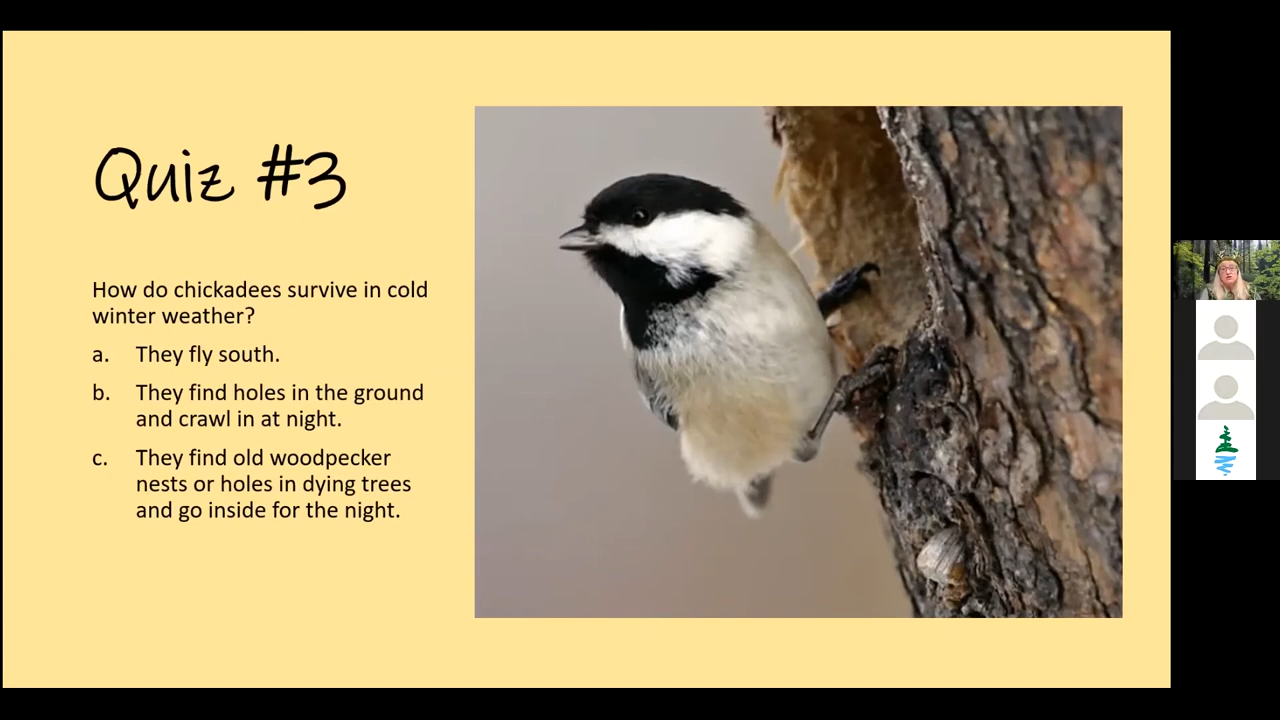 Quiz #3
How do chickadees survive in cold
winter weather?
a. They fly south.
b. They find holes in the ground
and crawl in at night.
c. They find old woodpecker
nests or holes in dying trees
and go inside for the night.